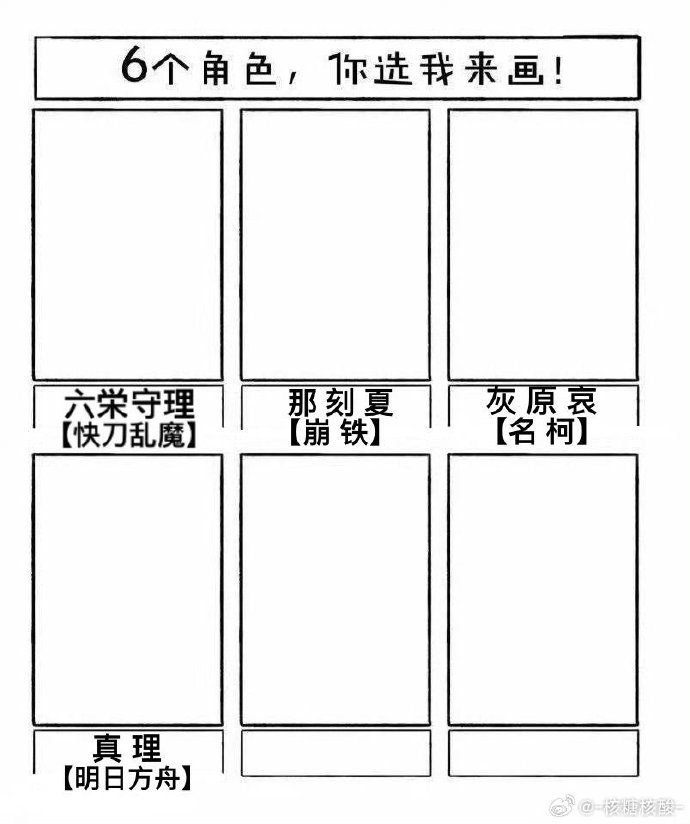 6个角色，你选我来画！
六栄守理
【快刀乱魔】
那刻夏
【崩铁】
灰原哀
【名柯】
真理
【明日方舟】
@-核糖核酸-